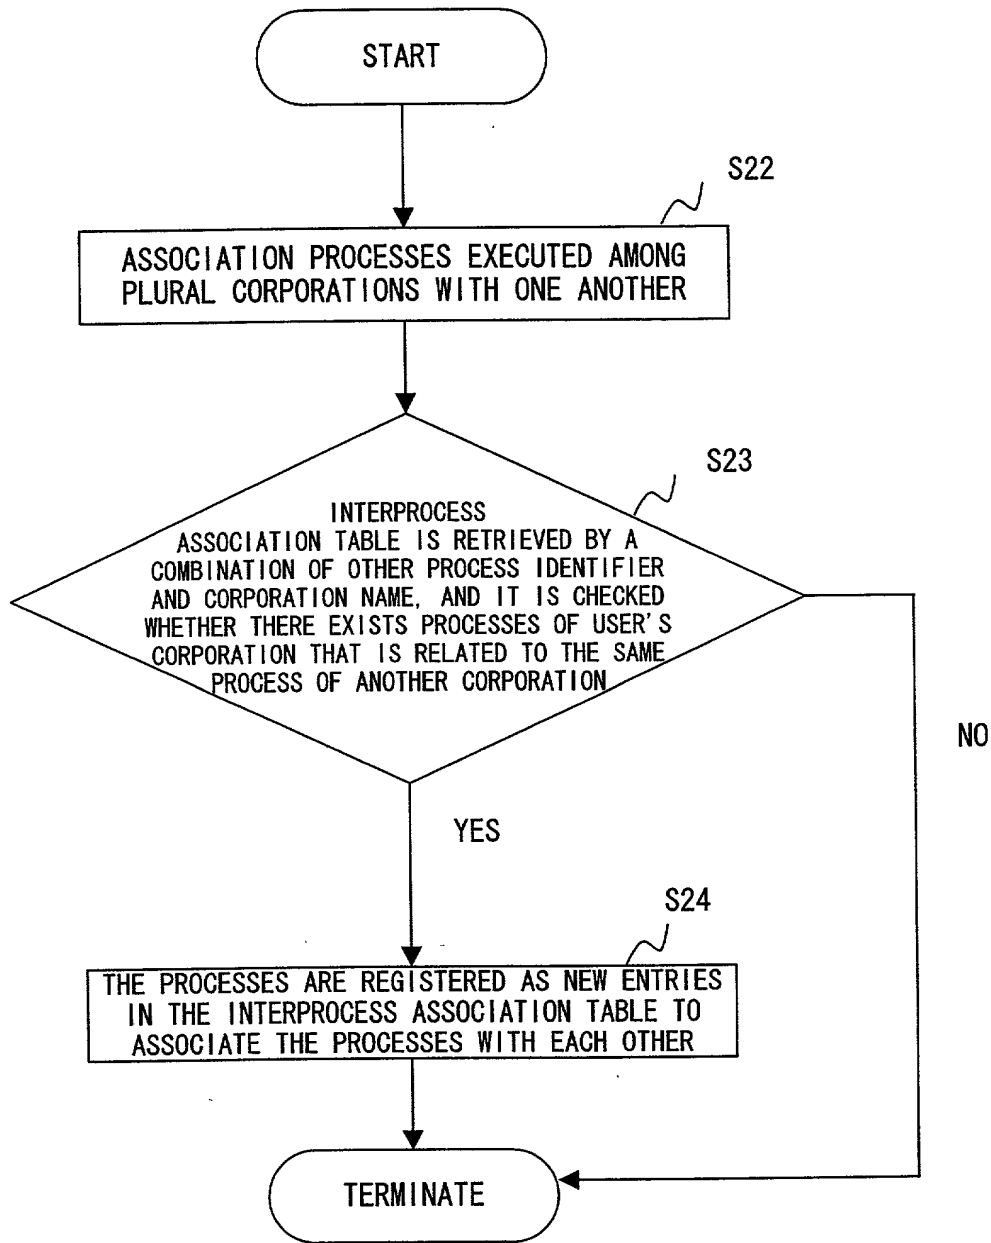 START
S22
ASSOCIATION PROCESSES EXECUTED AMONG
PLURAL CORPORATIONS WITH ONE ANOTHER
S23
INTERPROCESS
ASSOCIATION TABLE IS RETRIEVED BY A
COMBINATION OF OTHER PROCESS IDENTIFIER
AND CORPORATION NAME, AND IT IS CHECKED
WHETHER THERE EXISTS PROCESSES OF USER'S
CORPORATION THAT IS RELATED TO THE SAME
PROCESS OF ANOTHER CORPORATION
NO
YES
S24
THE PROCESSES ARE REGISTERED AS NEW ENTRIES
IN THE INTERPROCESS ASSOCIATION TABLE TO
ASSOCIATE THE PROCESSES WITH EACH OTHER
TERMINATE